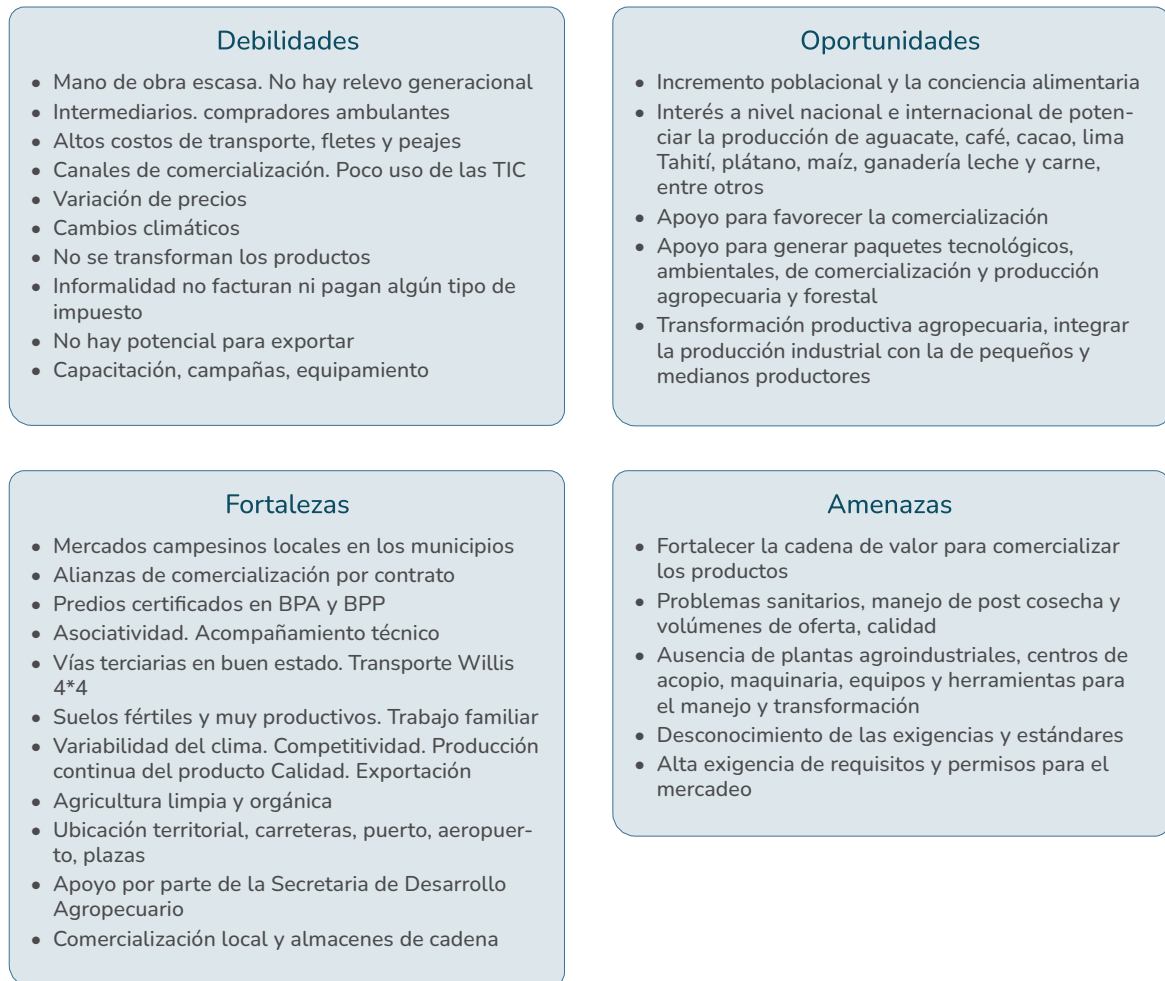 Debilidades
• Mano de obra escasa. No hay relevo generacional
• Intermediarios. compradores ambulantes
• Altos costos de transporte, fletes y peajes
• Canales de comercialización. Poco uso de las TIC
• Variación de precios
• Cambios climáticos
• No se transforman los productos
• Informalidad no facturan ni pagan algún tipo de
impuesto
• No hay potencial para exportar
• Capacitación, campañas, equipamiento
Oportunidades
• Incremento poblacional y la conciencia alimentaria
• Interés a nivel nacional e internacional de poten-
ciar la producción de aguacate, café, cacao, lima
Tahití, plátano, maíz, ganadería leche y carne,
entre otros
• Apoyo para favorecer la comercialización
• Apoyo para generar paquetes tecnológicos,
ambientales, de comercialización y producción
agropecuaria y forestal
• Transformación productiva agropecuaria, integrar
la producción industrial con la de pequeños y
medianos productores
Fortalezas
• Mercados campesinos locales en los municipios
• Alianzas de comercialización por contrato
• Predios certificados en BPA y BPP
• Asociatividad. Acompañamiento técnico
• Vías terciarias en buen estado. Transporte Willis
4*4
• Suelos fértiles y muy productivos. Trabajo familiar
• Variabilidad del clima. Competitividad. Producción
continua del producto Calidad. Exportación
• Agricultura limpia y orgánica
• Ubicación territorial, carreteras, puerto, aeropuer-
to, plazas
• Apoyo por parte de la Secretaria de Desarrollo
Agropecuario
• Comercialización local y almacenes de cadena
Amenazas
• Fortalecer la cadena de valor para comercializar
los productos
• Problemas sanitarios, manejo de post cosecha y
volúmenes de oferta, calidad
• Ausencia de plantas agroindustriales, centros de
acopio, maquinaria, equipos y herramientas para
el manejo y transformación
• Desconocimiento de las exigencias y estándares
• Alta exigencia de requisitos y permisos para el
mercadeo